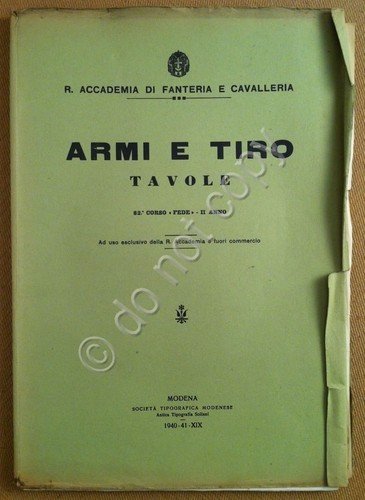 R. ACCADEMIA DI FANTERIA E CAVALLERIA
ARMI E TIRO
TAVOLE
82.° CORSO « FEDE » - II ANNO
Ad uso esclusivo della R. Accademia e fuori commercio
MODENA
SOCIETÀ TIPOGRAFICA MODENESE
Antica Tipografia Soliani
1940-41-XIX
© do not copy